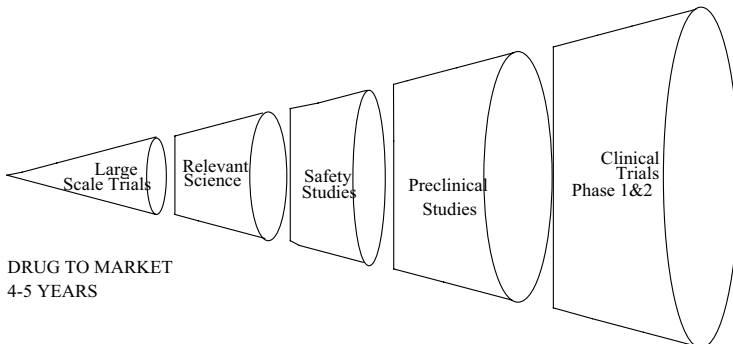 Large
Scale Trials
Relevant
Science
Safety
Studies
Preclinical
Studies
Clinical
Trials
Phase 1&2
DRUG TO MARKET
4-5 YEARS